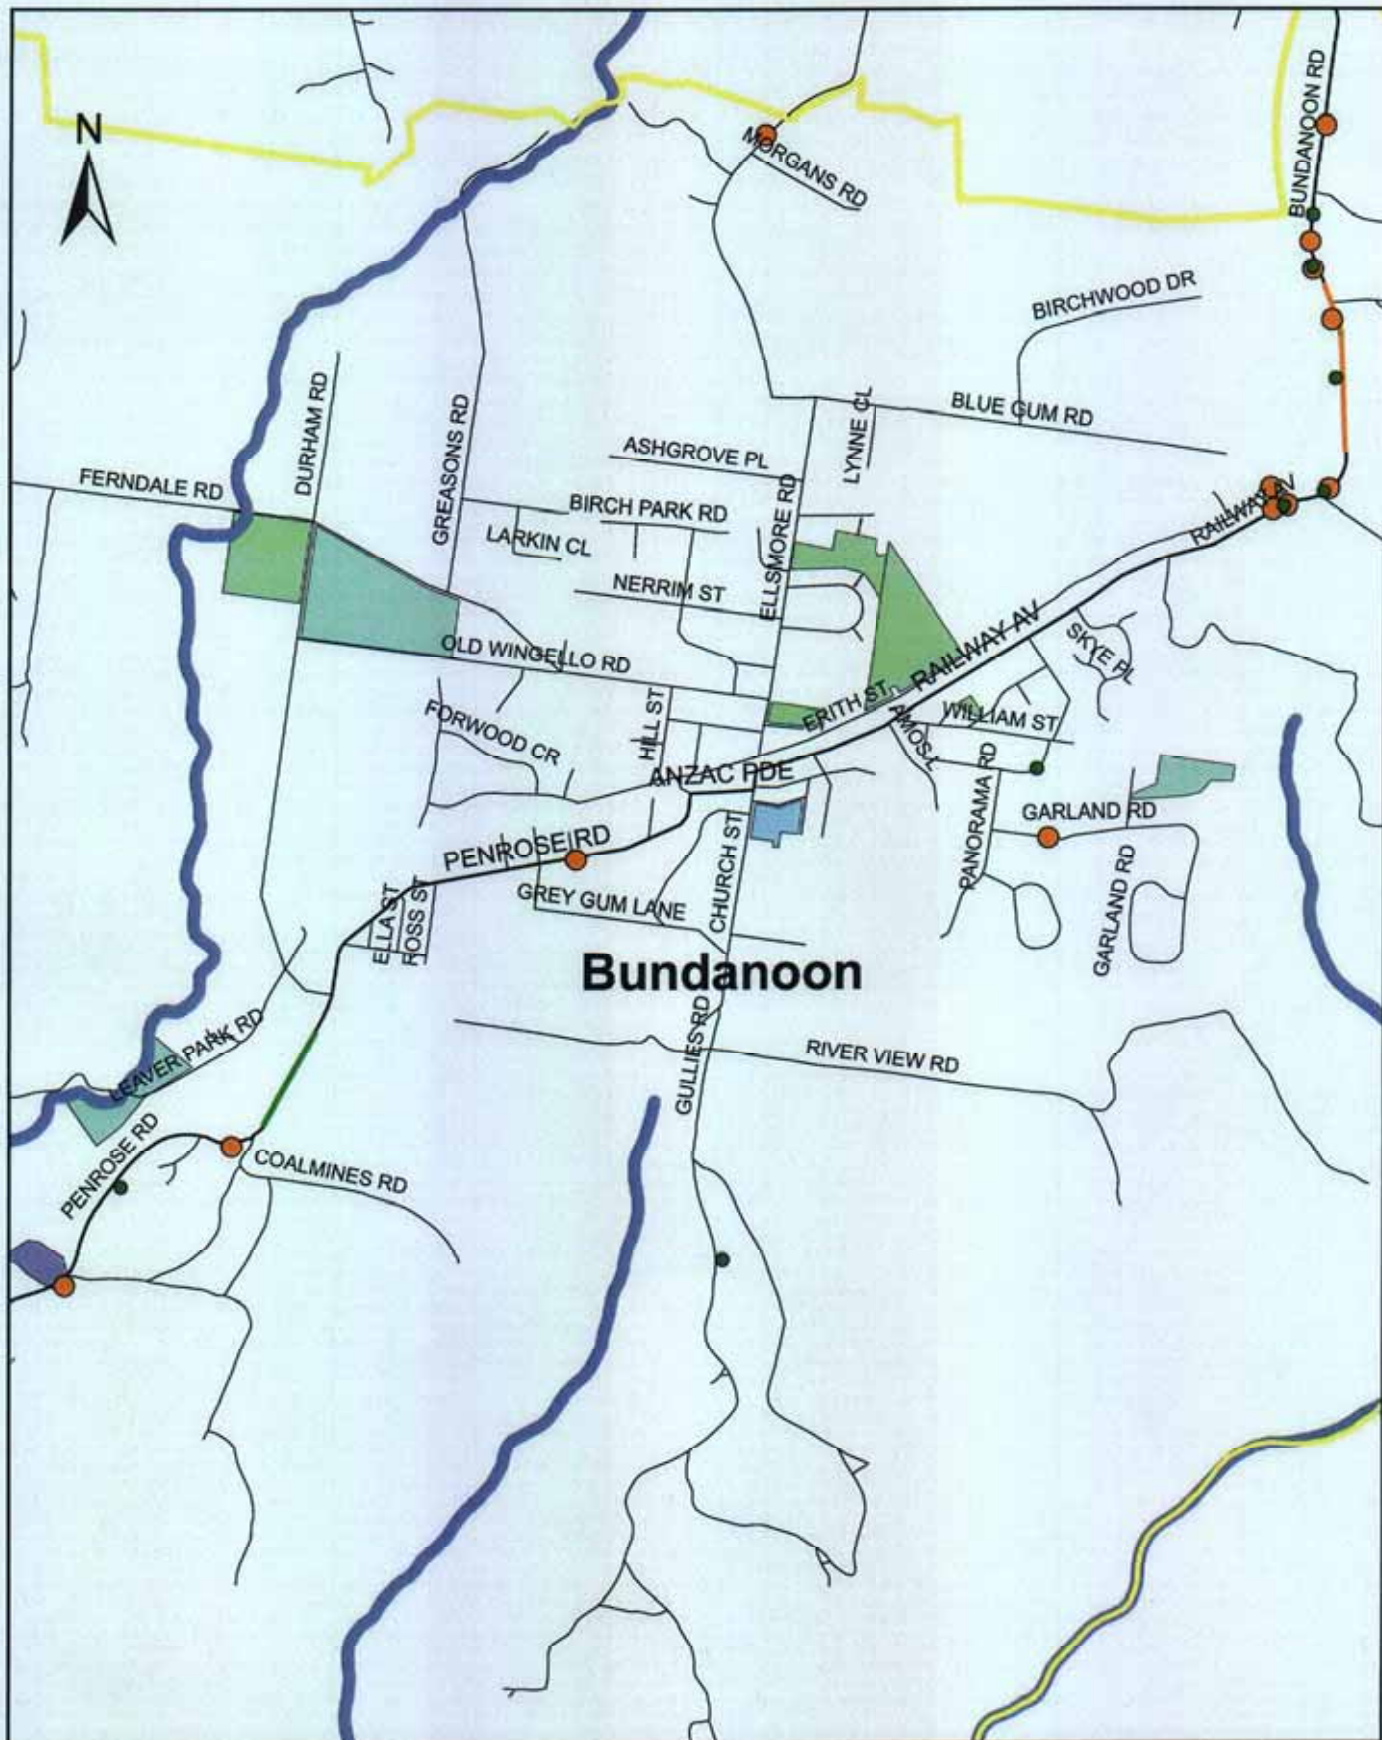 N
BUNDANOON RD
MORGANS RD
BIRCHWOOD DR
DURHAM RD
GREASONS RD
LYNNE CL
BLUE GUM RD
ASHGROVE PL
FERNDALE RD
BIRCH PARK RD
ELLSMORE RD
RAILWAY AV
LARKIN CL
NERRIM ST
OLD WINGELLO RD
RAILWAY AV
SKYE PL
ERITH ST
HILL ST
FORWOOD CR
AMOS L
WILLIAM ST
ANZAC PDE
PANORAMA RD
GARLAND RD
PENROSE RD
CHURCH ST
GREY GUM LANE
ELLA ST
ROSS ST
GARLAND RD
Bundanoon
LEAVER PARK RD
GULLIES RD
RIVER VIEW RD
PENROSE RD
COALMINES RD